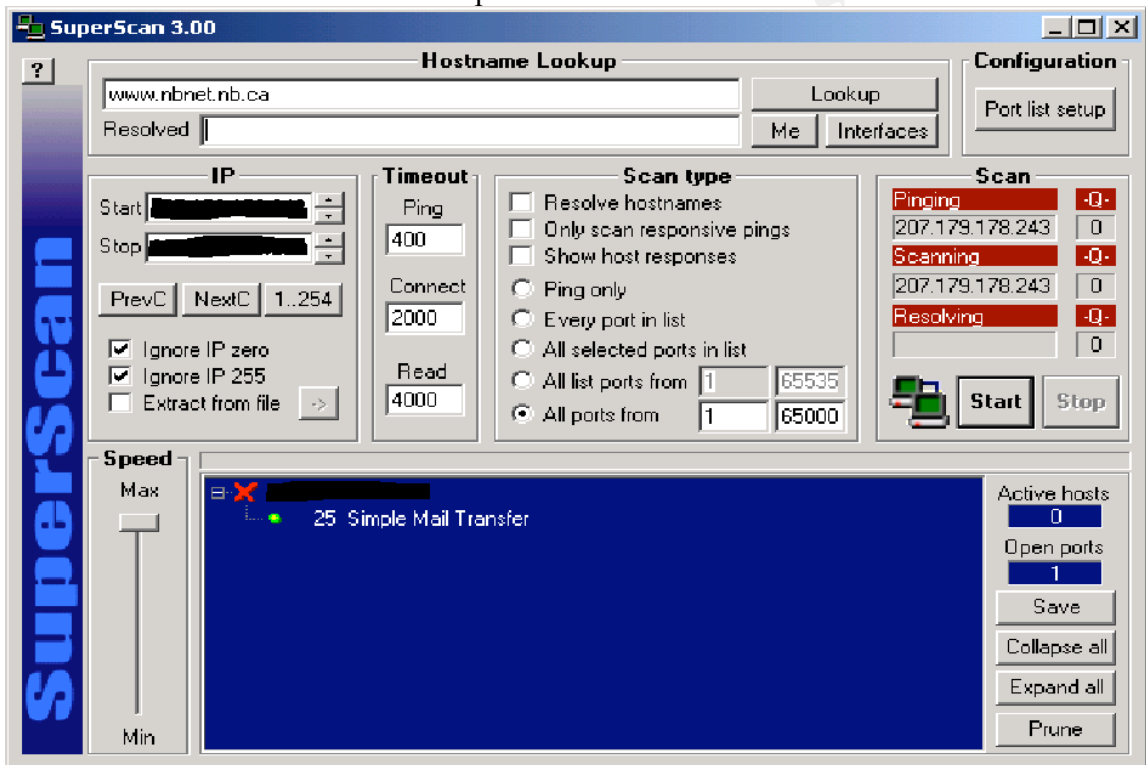 SuperScan 3.00
?
Hostname Lookup
www.nbnet.nb.ca
Lookup
Resolved
Me
Interfaces
Configuration
Port list setup
IP
Start
Stop
PrevC
NextC
1..254
Ignore IP zero
Ignore IP 255
Extract from file
->
Timeout
Ping
400
Connect
2000
Read
4000
Scan type
Resolve hostnames
Only scan responsive pings
Show host responses
Ping only
Every port in list
All selected ports in list
All list ports from 1 65535
All ports from 1 65000
Scan
Pinging -Q-
207.179.178.243 0
Scanning -Q-
207.179.178.243 0
Resolving -Q-
0
Start
Stop
SuperScan
Speed
Max
Min
25 Simple Mail Transfer
Active hosts
0
Open ports
1
Save
Collapse all
Expand all
Prune